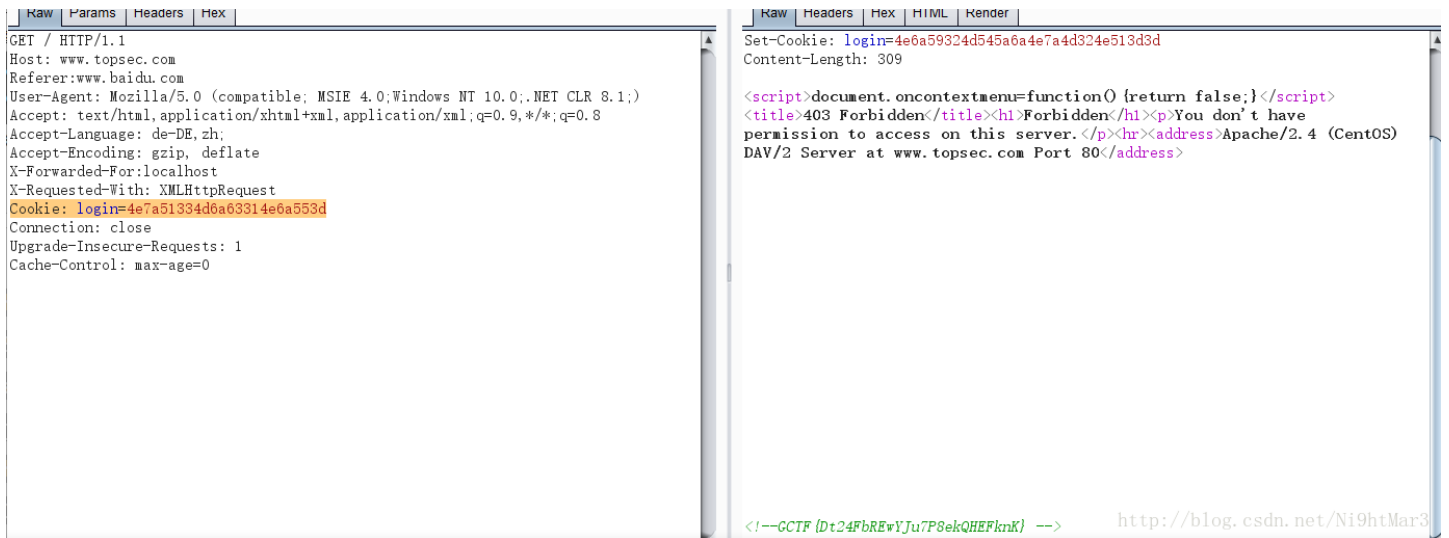 Raw Params Headers Hex
GET / HTTP/1.1
Host: www.topsec.com
Referer:www.baidu.com
User-Agent: Mozilla/5.0 (compatible; MSIE 4.0;Windows NT 10.0;.NET CLR 8.1;)
Accept: text/html,application/xhtml+xml,application/xml;q=0.9,*/*;q=0.8
Accept-Language: de-DE,zh;
Accept-Encoding: gzip, deflate
X-Forwarded-For:localhost
X-Requested-With: XMLHttpRequest
Cookie: login=4e7a51334d6a63314e6a553d
Connection: close
Upgrade-Insecure-Requests: 1
Cache-Control: max-age=0
Raw Headers Hex HTML Render
Set-Cookie: login=4e6a59324d545a6a4e7a4d324e513d3d
Content-Length: 309
<script>document.oncontextmenu=function(){return false;}</script>
<title>403 Forbidden</title><h1>Forbidden</h1><p>You don't have
permission to access on this server.</p><hr><address>Apache/2.4 (CentOS)
DAV/2 Server at www.topsec.com Port 80</address>
<!--GCTF{Dt24FbREwYJu7P8ekQHEFknK} -->
http://blog.csdn.net/Ni9htMar3